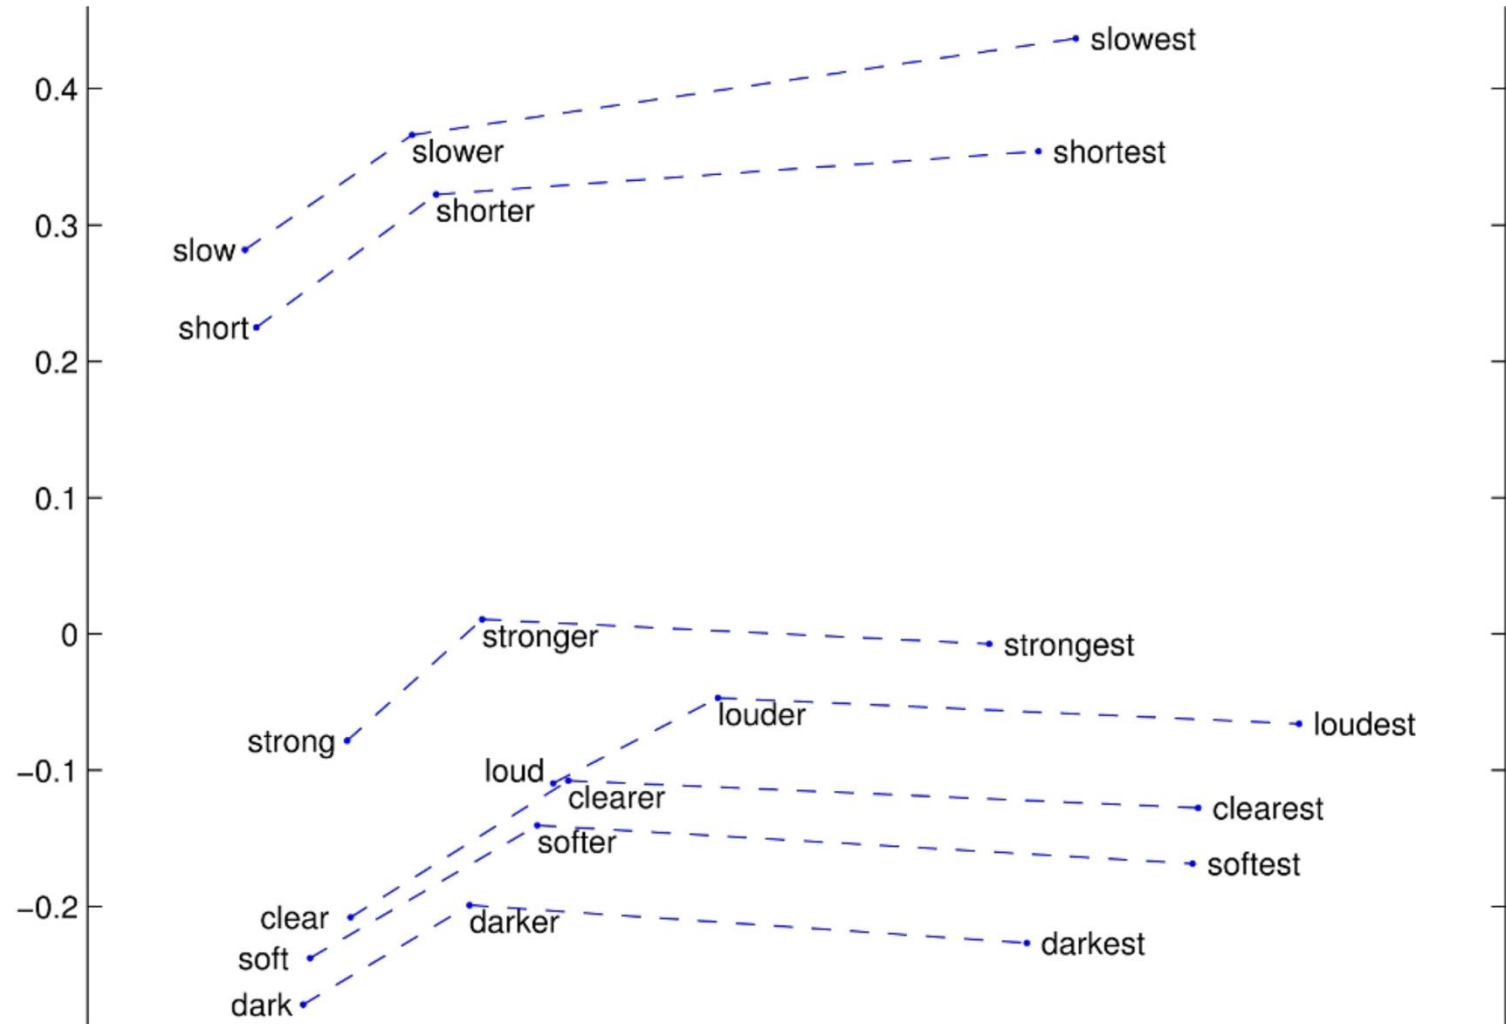 slowest
0.4
slower
shortest
shorter
0.3
slow
short
0.2
0.1
0
stronger
strongest
louder
loudest
strong
−0.1
loud
clearer
clearest
softer
softest
−0.2
clear
darker
darkest
soft
dark